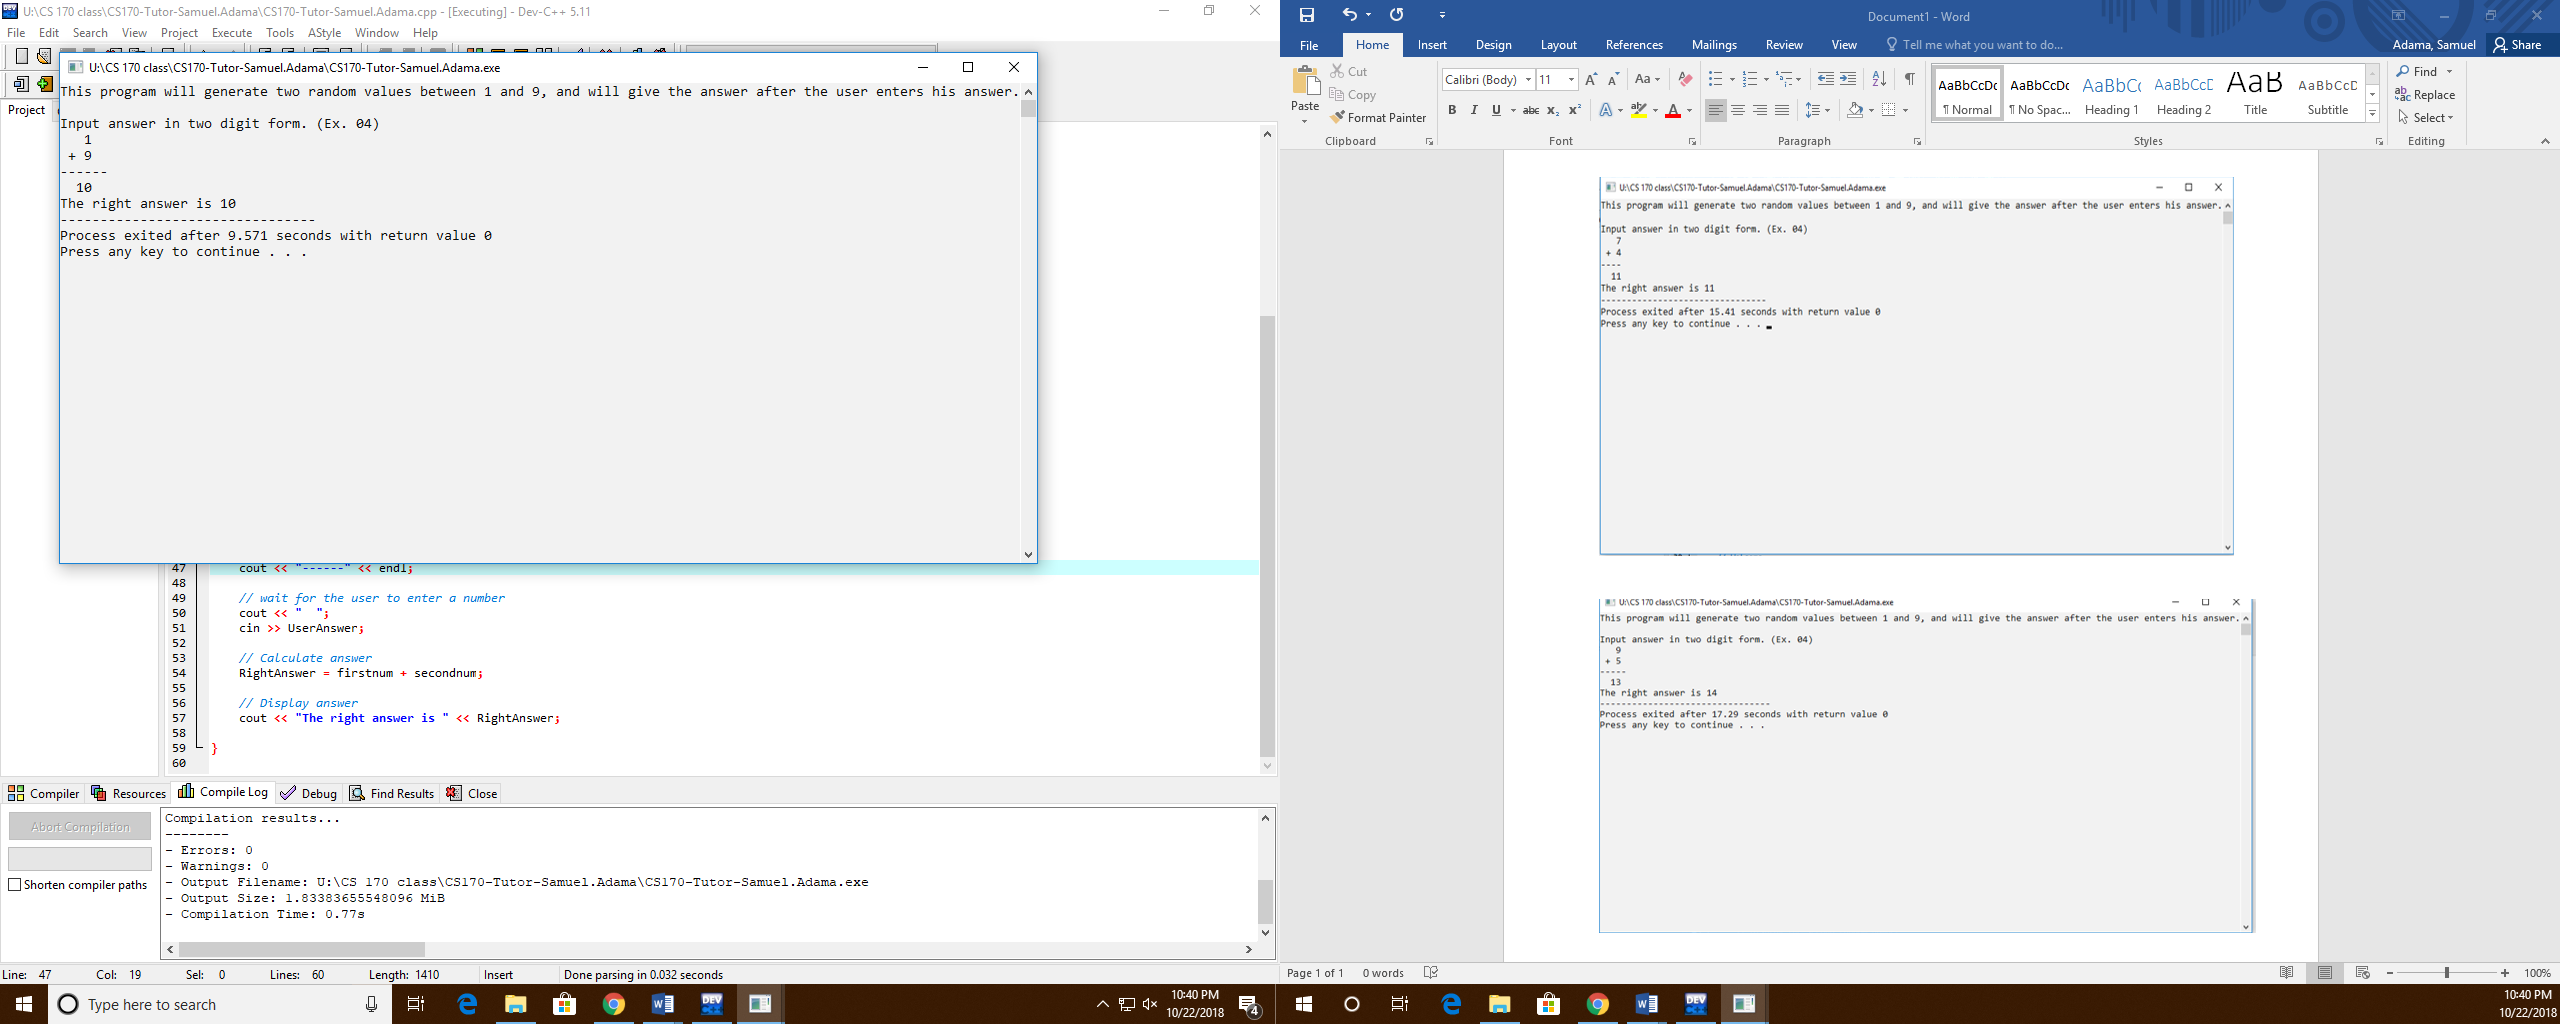 U:\CS 170 class\CS170-Tutor-Samuel.Adama\CS170-Tutor-Samuel.Adama.cpp - [Executing] - Dev-C++ 5.11
File Edit Search View Project Execute Tools AStyle Window Help
Project
U:\CS 170 class\CS170-Tutor-Samuel.Adama\CS170-Tutor-Samuel.Adama.exe
This program will generate two random values between 1 and 9, and will give the answer after the user enters his answer.
Input answer in two digit form. (Ex. 04)
1
+ 9
------
10
The right answer is 10
--------------------------------
Process exited after 9.571 seconds with return value 0
Press any key to continue . . .
47 cout << "------" << endl;
48
49 // wait for the user to enter a number
50 cout << "  ";
51 cin >> UserAnswer;
52
53 // Calculate answer
54 RightAnswer = firstnum + secondnum;
55
56 // Display answer
57 cout << "The right answer is " << RightAnswer;
58
59 }
60
Compiler Resources Compile Log Debug Find Results Close
Abort Compilation
Shorten compiler paths
Compilation results...
--------
- Errors: 0
- Warnings: 0
- Output Filename: U:\CS 170 class\CS170-Tutor-Samuel.Adama\CS170-Tutor-Samuel.Adama.exe
- Output Size: 1.83383655548096 MiB
- Compilation Time: 0.77s
Line: 47 Col: 19 Sel: 0 Lines: 60 Length: 1410 Insert Done parsing in 0.032 seconds
Type here to search
10:40 PM
10/22/2018
4
Document1 - Word
File Home Insert Design Layout References Mailings Review View Tell me what you want to do... Adama, Samuel Share
Paste
Cut
Copy
Format Painter
Clipboard
Calibri (Body) 11
Font
Paragraph
AaBbCcDc AaBbCcDc AaBbC( AaBbCcC AaB AaBbCcC
¶ Normal ¶ No Spac... Heading 1 Heading 2 Title Subtitle
Styles
Find
Replace
Select
Editing
U:\CS 170 class\CS170-Tutor-Samuel.Adama\CS170-Tutor-Samuel.Adama.exe
This program will generate two random values between 1 and 9, and will give the answer after the user enters his answer.
Input answer in two digit form. (Ex. 04)
7
+ 4
----
11
The right answer is 11
--------------------------------
Process exited after 15.41 seconds with return value 0
Press any key to continue . . .
U:\CS 170 class\CS170-Tutor-Samuel.Adama\CS170-Tutor-Samuel.Adama.exe
This program will generate two random values between 1 and 9, and will give the answer after the user enters his answer.
Input answer in two digit form. (Ex. 04)
9
+ 5
-----
13
The right answer is 14
--------------------------------
Process exited after 17.29 seconds with return value 0
Press any key to continue . . .
Page 1 of 1 0 words 100%
10:40 PM
10/22/2018